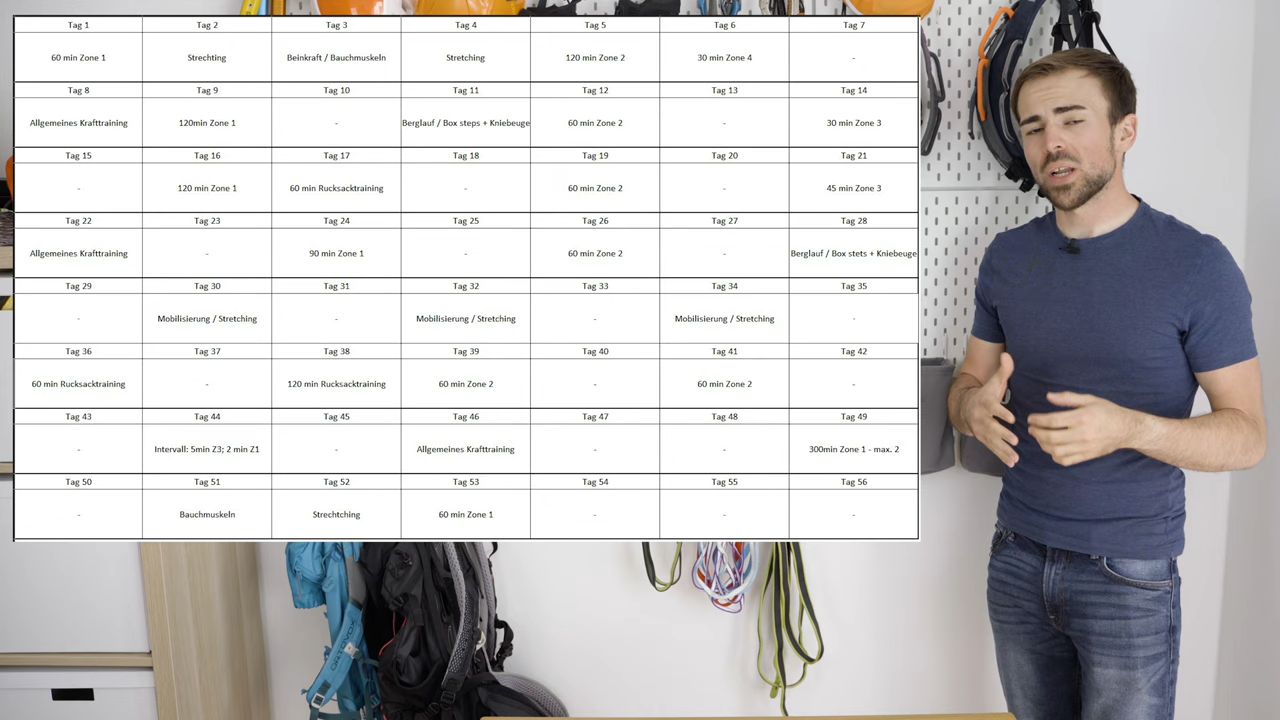 Tag 1 Tag 2 Tag 3 Tag 4 Tag 5 Tag 6 Tag 7
60 min Zone 1 Strechting Beinkraft / Bauchmuskeln Stretching 120 min Zone 2 30 min Zone 4 -
Tag 8 Tag 9 Tag 10 Tag 11 Tag 12 Tag 13 Tag 14
Allgemeines Krafttraining 120min Zone 1 - Berglauf / Box steps + Kniebeuge 60 min Zone 2 - 30 min Zone 3
Tag 15 Tag 16 Tag 17 Tag 18 Tag 19 Tag 20 Tag 21
- 120 min Zone 1 60 min Rucksacktraining - 60 min Zone 2 - 45 min Zone 3
Tag 22 Tag 23 Tag 24 Tag 25 Tag 26 Tag 27 Tag 28
Allgemeines Krafttraining - 90 min Zone 1 - 60 min Zone 2 - Berglauf / Box stets + Kniebeuge
Tag 29 Tag 30 Tag 31 Tag 32 Tag 33 Tag 34 Tag 35
- Mobilisierung / Stretching - Mobilisierung / Stretching - Mobilisierung / Stretching -
Tag 36 Tag 37 Tag 38 Tag 39 Tag 40 Tag 41 Tag 42
60 min Rucksacktraining - 120 min Rucksacktraining 60 min Zone 2 - 60 min Zone 2 -
Tag 43 Tag 44 Tag 45 Tag 46 Tag 47 Tag 48 Tag 49
- Intervall: 5min Z3; 2 min Z1 - Allgemeines Krafttraining - - 300min Zone 1 - max. 2
Tag 50 Tag 51 Tag 52 Tag 53 Tag 54 Tag 55 Tag 56
- Bauchmuskeln Strechtching 60 min Zone 1 - - -